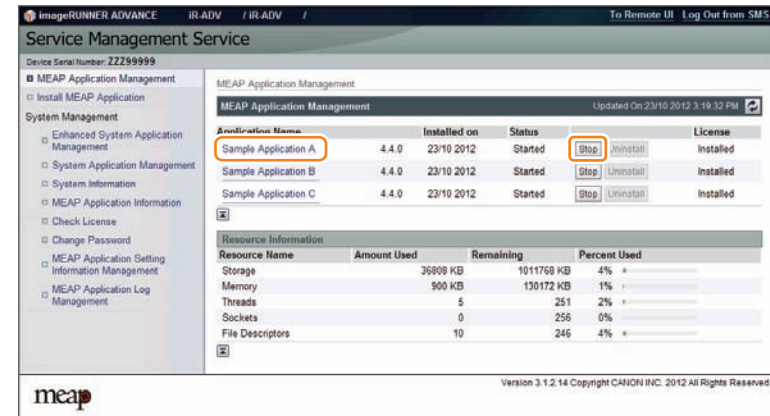 imageRUNNER ADVANCE iR-ADV / iR-ADV / To Remote UI Log Out from SMS
Service Management Service
Device Serial Number: ZZZ99999
MEAP Application Management
Install MEAP Application
System Management
Enhanced System Application
Management
System Application Management
System Information
MEAP Application Information
Check License
Change Password
MEAP Application Setting
Information Management
MEAP Application Log
Management
MEAP Application Management
MEAP Application Management Updated On:23/10 2012 3:19:32 PM
Application Name Installed on Status License
Sample Application A 4.4.0 23/10 2012 Started Stop Uninstall Installed
Sample Application B 4.4.0 23/10 2012 Started Stop Uninstall Installed
Sample Application C 4.4.0 23/10 2012 Started Stop Uninstall Installed
Resource Information
Resource Name Amount Used Remaining Percent Used
Storage 36808 KB 1011768 KB 4%
Memory 900 KB 130172 KB 1%
Threads 5 251 2%
Sockets 0 256 0%
File Descriptors 10 246 4%
meap
Version 3.1.2.14 Copyright CANON INC. 2012 All Rights Reserved